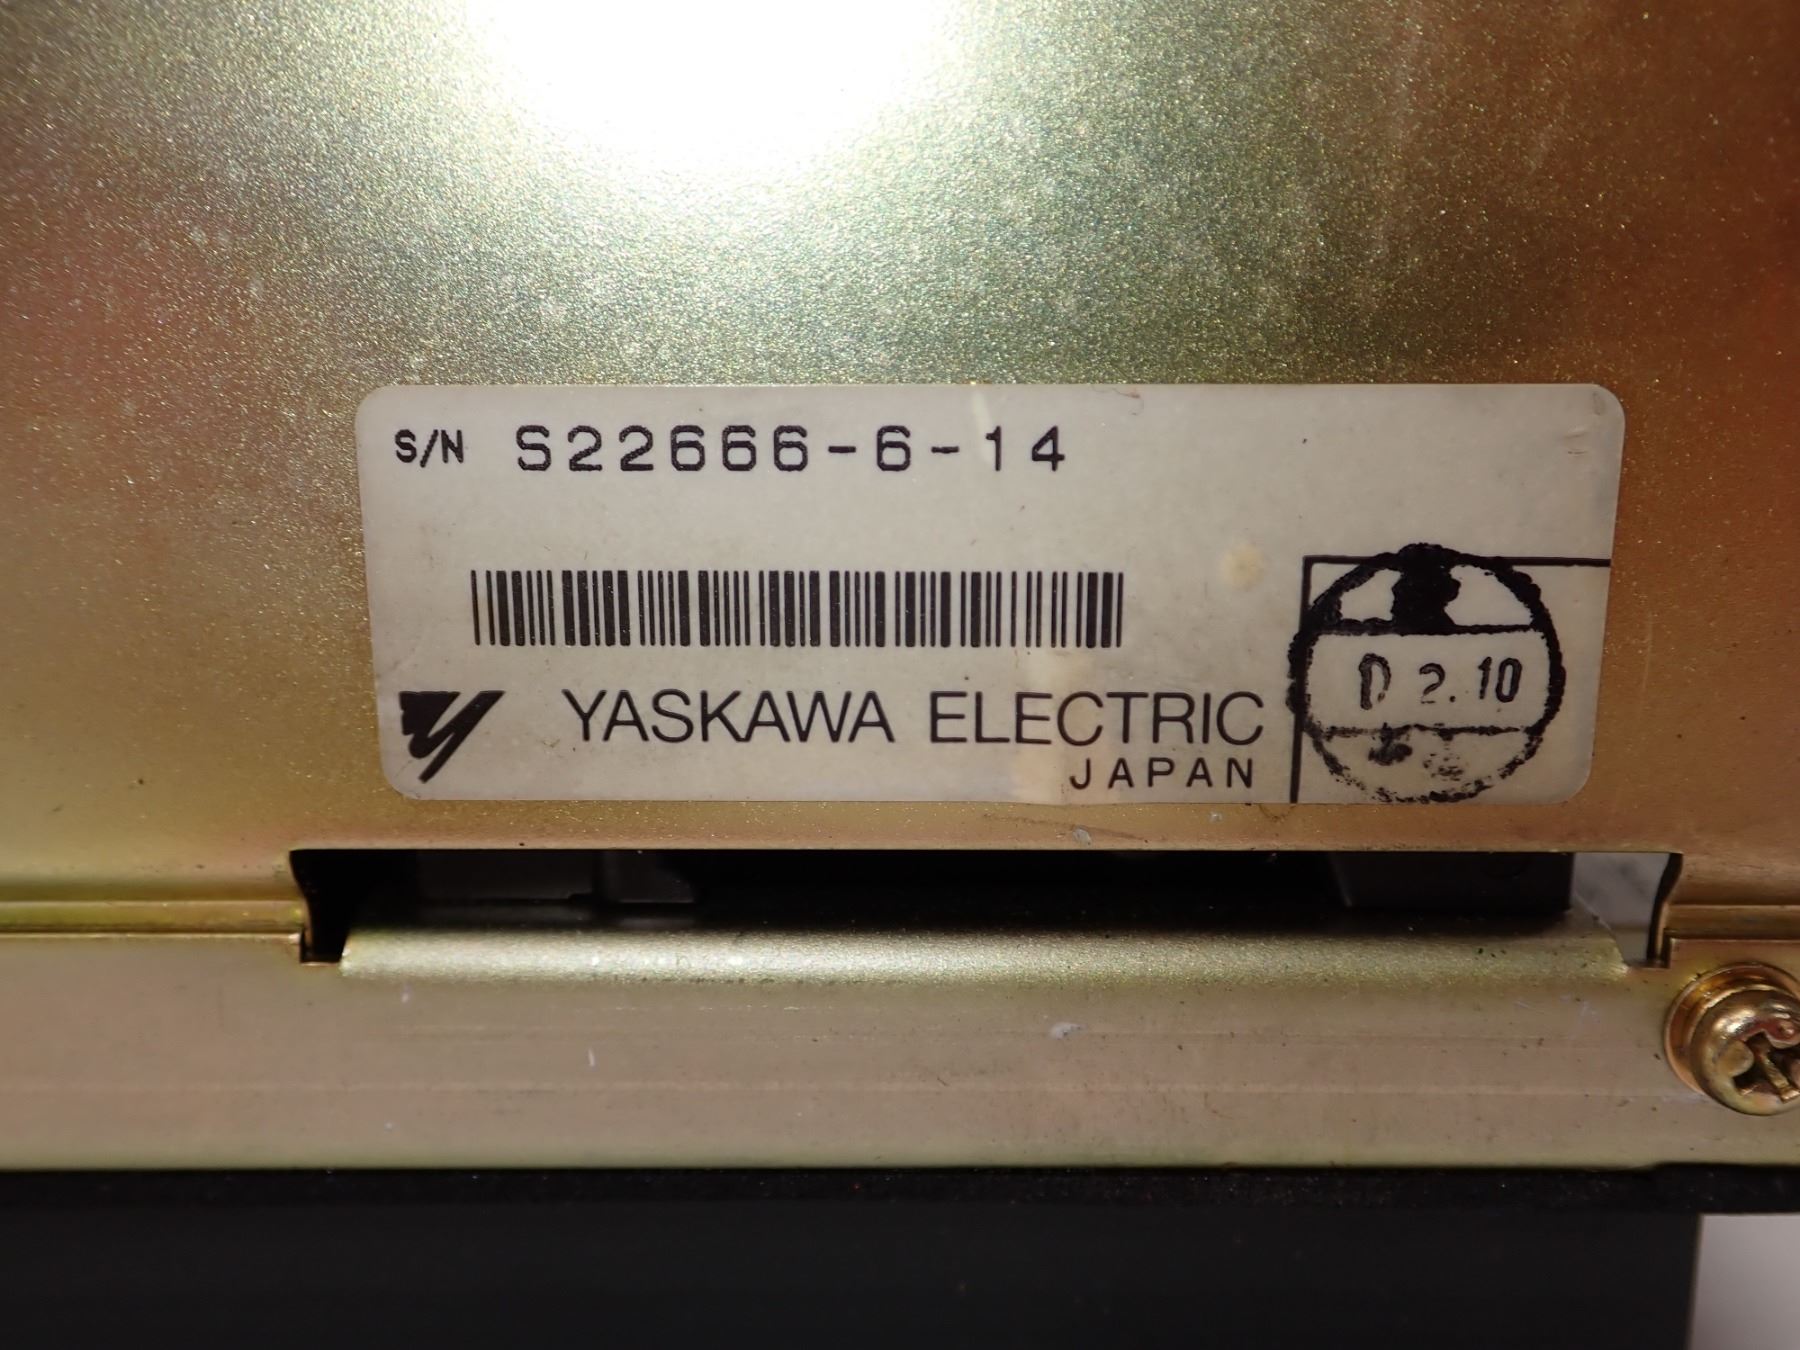 S/N S22666-6-14
YASKAWA ELECTRIC
JAPAN
D 2.10